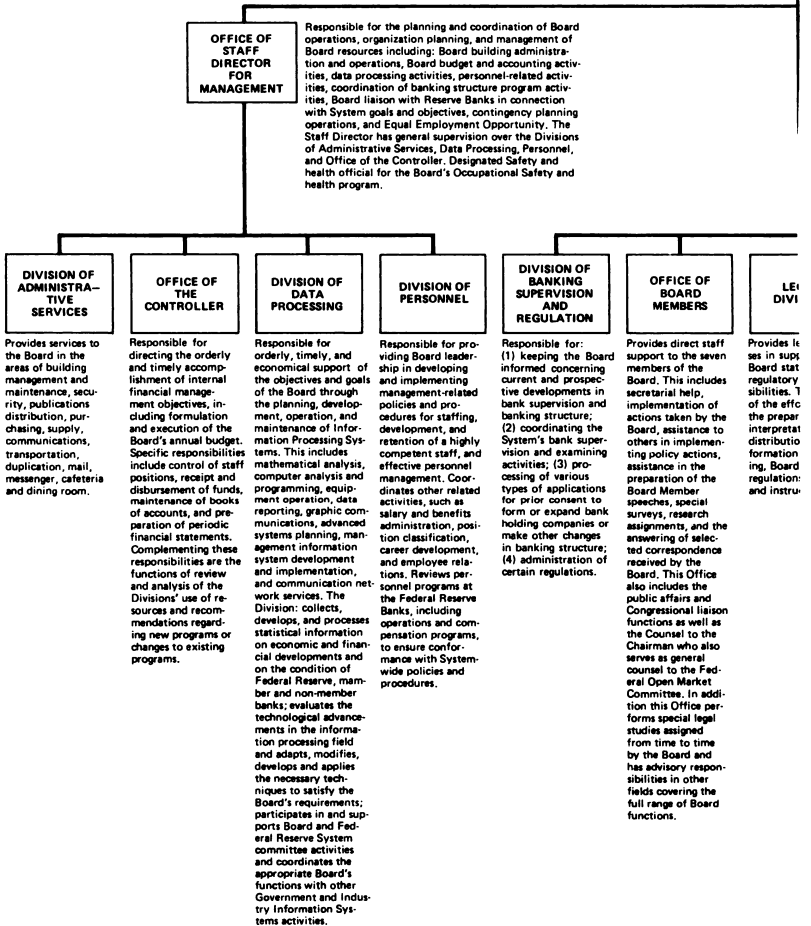 OFFICE OF
STAFF
DIRECTOR
FOR
MANAGEMENT
Responsible for the planning and coordination of Board
operations, organization planning, and management of
Board resources including: Board building administra-
tion and operations, Board budget and accounting activ-
ities, data processing activities, personnel-related activ-
ities, coordination of banking structure program activ-
ities, Board liaison with Reserve Banks in connection
with System goals and objectives, contingency planning
operations, and Equal Employment Opportunity. The
Staff Director has general supervision over the Divisions
of Administrative Services, Data Processing, Personnel,
and Office of the Controller. Designated Safety and
health official for the Board's Occupational Safety and
health program.
DIVISION OF
ADMINISTRA—
TIVE
SERVICES
Provides services to
the Board in the
areas of building
management and
maintenance, secu-
rity, publications
distribution, pur-
chasing, supply,
communications,
transportation,
duplication, mail,
messenger, cafeteria
and dining room.
OFFICE OF
THE
CONTROLLER
Responsible for
directing the orderly
and timely accomp-
lishment of internal
financial manage-
ment objectives, in-
cluding formation
and execution of the
Board's annual budget.
Specific responsibilities
include control of staff
positions, receipt and
disbursement of funds,
maintenance of books
of accounts, and pre-
paration of periodic
financial statements.
Complementing these
responsibilities are the
functions of review
and analysis of the
Divisions' use of re-
sources and recom-
mendations regard-
ing new programs or
changes to existing
programs.
DIVISION OF
DATA
PROCESSING
Responsible for
orderly, timely, and
economical support of
the objectives and goals
of the Board through
the planning, develop-
ment, operation, and
maintenance of Infor-
mation Processing Sys-
tems. This includes
mathematical analysis,
computer analysis and
programming, equip-
ment operation, data
reporting, graphic com-
munications, advanced
systems planning, man-
agement information
system development
and implementation,
and communication net-
work services. The
Division: collects,
develops, and processes
statistical information
on economic and finan-
cial developments and
on the condition of
Federal Reserve, mam-
ber and non-member
banks; evaluates the
technological advance-
ments in the informa-
tion processing field
and adapts, modifies,
develops and applies
the necessary tech-
niques to satisfy the
Board's requirements;
participates in and sup-
ports Board and Fed-
eral Reserve System
committee activities
and coordinates the
appropriate Board's
functions with other
Government and Indus-
try Information Sys-
tems activities.
DIVISION OF
PERSONNEL
Responsible for pro-
viding Board leader-
ship in developing
and implementing
management-related
policies and pro-
cedures for staffing,
development, and
retention of a highly
competent staff, and
effective personnel
management. Coor-
dinates other related
activities, such as
salary and benefits
administration, posi-
tion classification,
career development,
and employee rela-
tions. Reviews per-
sonnel programs at
the Federal Reserve
Banks, including
operations and com-
pensation programs,
to ensure confor-
mance with System-
wide policies and
procedures.
DIVISION OF
BANKING
SUPERVISION
AND
REGULATION
Responsible for:
(1) keeping the Board
informed concerning
current and prospec-
tive developments in
bank supervision and
banking structure;
(2) coordinating the
System's bank super-
vision and examining
activities; (3) pro-
cessing of various
types of applications
for prior consent to
form or expand bank
holding companies or
make other changes
in banking structure;
(4) administration of
certain regulations.
OFFICE OF
BOARD
MEMBERS
Provides direct staff
support to the seven
members of the
Board. This includes
secretarial help,
implementation of
actions taken by the
Board, assistance to
others in implemen-
ting policy actions,
assistance in the
preparation of the
Board Member
speeches, special
surveys, research
assignments, and the
answering of selec-
ted correspondence
received by the
Board. This Office
also includes the
public affairs and
Congressional liaison
functions as well as
the Counsel to the
Chairman who also
serves as general
counsel to the Fed-
eral Open Market
Committee. In addi-
tion this Office per-
forms special legal
studies assigned
from time to time
by the Board and
has advisory respon-
sibilities in other
fields covering the
full range of Board
functions.
DIVI
Provides le
ses in supp
Board stat
regulatory
sibilities. T
of the effo
the prepar
interpretat
distributio
formation
ing, Board
regulations
and instru